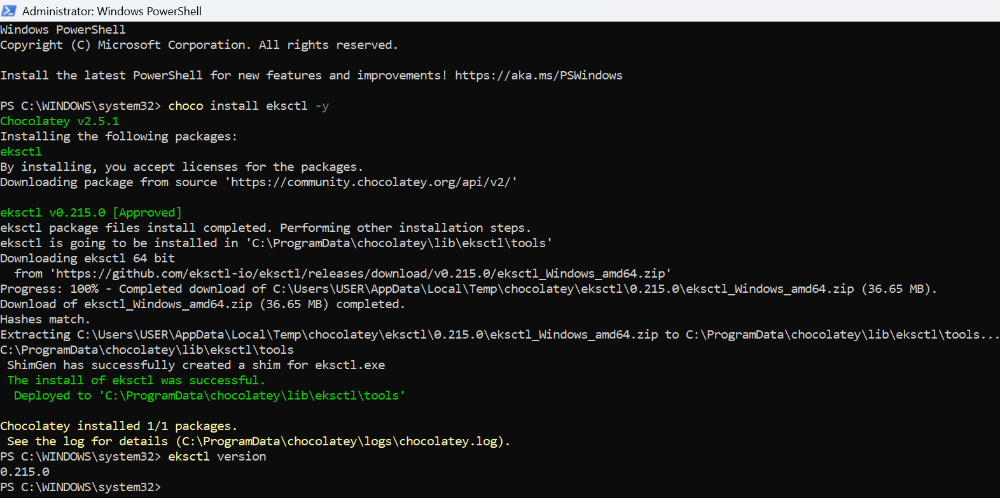 Administrator: Windows PowerShell
Windows PowerShell
Copyright (C) Microsoft Corporation. All rights reserved.
Install the latest PowerShell for new features and improvements! https://aka.ms/PSWindows
PS C:\WINDOWS\system32> choco install eksctl -y
Chocolatey v2.5.1
Installing the following packages:
eksctl
By installing, you accept licenses for the packages.
Downloading package from source 'https://community.chocolatey.org/api/v2/'
eksctl v0.215.0 [Approved]
eksctl package files install completed. Performing other installation steps.
eksctl is going to be installed in 'C:\ProgramData\chocolatey\lib\eksctl\tools'
Downloading eksctl 64 bit
  from 'https://github.com/eksctl-io/eksctl/releases/download/v0.215.0/eksctl_Windows_amd64.zip'
Progress: 100% - Completed download of C:\Users\USER\AppData\Local\Temp\chocolatey\eksctl\0.215.0\eksctl_Windows_amd64.zip (36.65 MB).
Download of eksctl_Windows_amd64.zip (36.65 MB) completed.
Hashes match.
Extracting C:\Users\USER\AppData\Local\Temp\chocolatey\eksctl\0.215.0\eksctl_Windows_amd64.zip to C:\ProgramData\chocolatey\lib\eksctl\tools...
C:\ProgramData\chocolatey\lib\eksctl\tools
 ShimGen has successfully created a shim for eksctl.exe
 The install of eksctl was successful.
  Deployed to 'C:\ProgramData\chocolatey\lib\eksctl\tools'
Chocolatey installed 1/1 packages.
 See the log for details (C:\ProgramData\chocolatey\logs\chocolatey.log).
PS C:\WINDOWS\system32> eksctl version
0.215.0
PS C:\WINDOWS\system32>